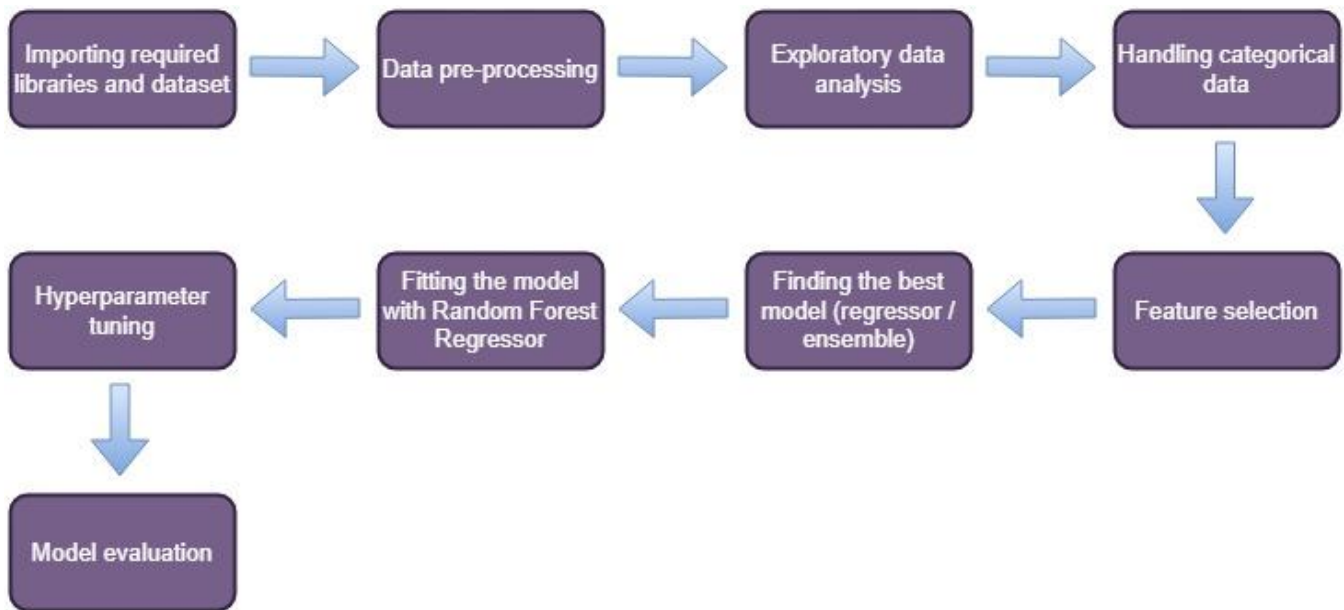 Importing required
libraries and dataset
Data pre-processing
Exploratory data
analysis
Handling categorical
data
Feature selection
Finding the best
model (regressor /
ensemble)
Fitting the model
with Random Forest
Regressor
Hyperparameter
tuning
Model evaluation